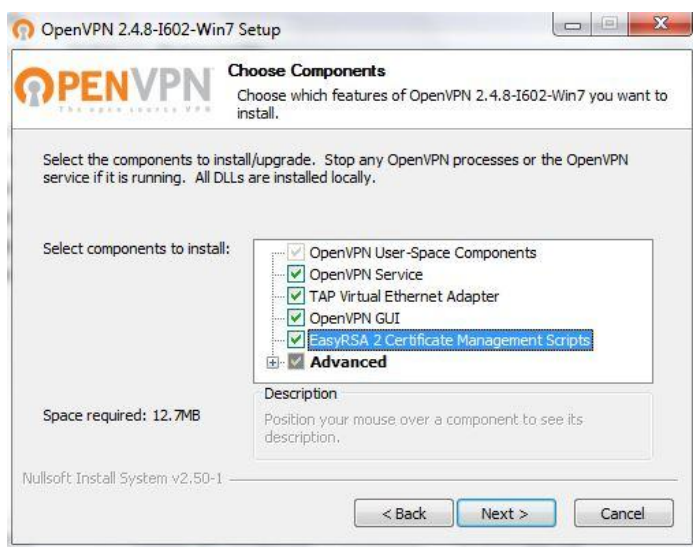 OpenVPN 2.4.8-I602-Win7 Setup
OPENVPN
The open source VPN
Choose Components
Choose which features of OpenVPN 2.4.8-I602-Win7 you want to
install.
Select the components to install/upgrade. Stop any OpenVPN processes or the OpenVPN
service if it is running. All DLLs are installed locally.
Select components to install:
OpenVPN User-Space Components
OpenVPN Service
TAP Virtual Ethernet Adapter
OpenVPN GUI
EasyRSA 2 Certificate Management Scripts
Advanced
Space required: 12.7MB
Description
Position your mouse over a component to see its
description.
Nullsoft Install System v2.50-1
< Back
Next >
Cancel